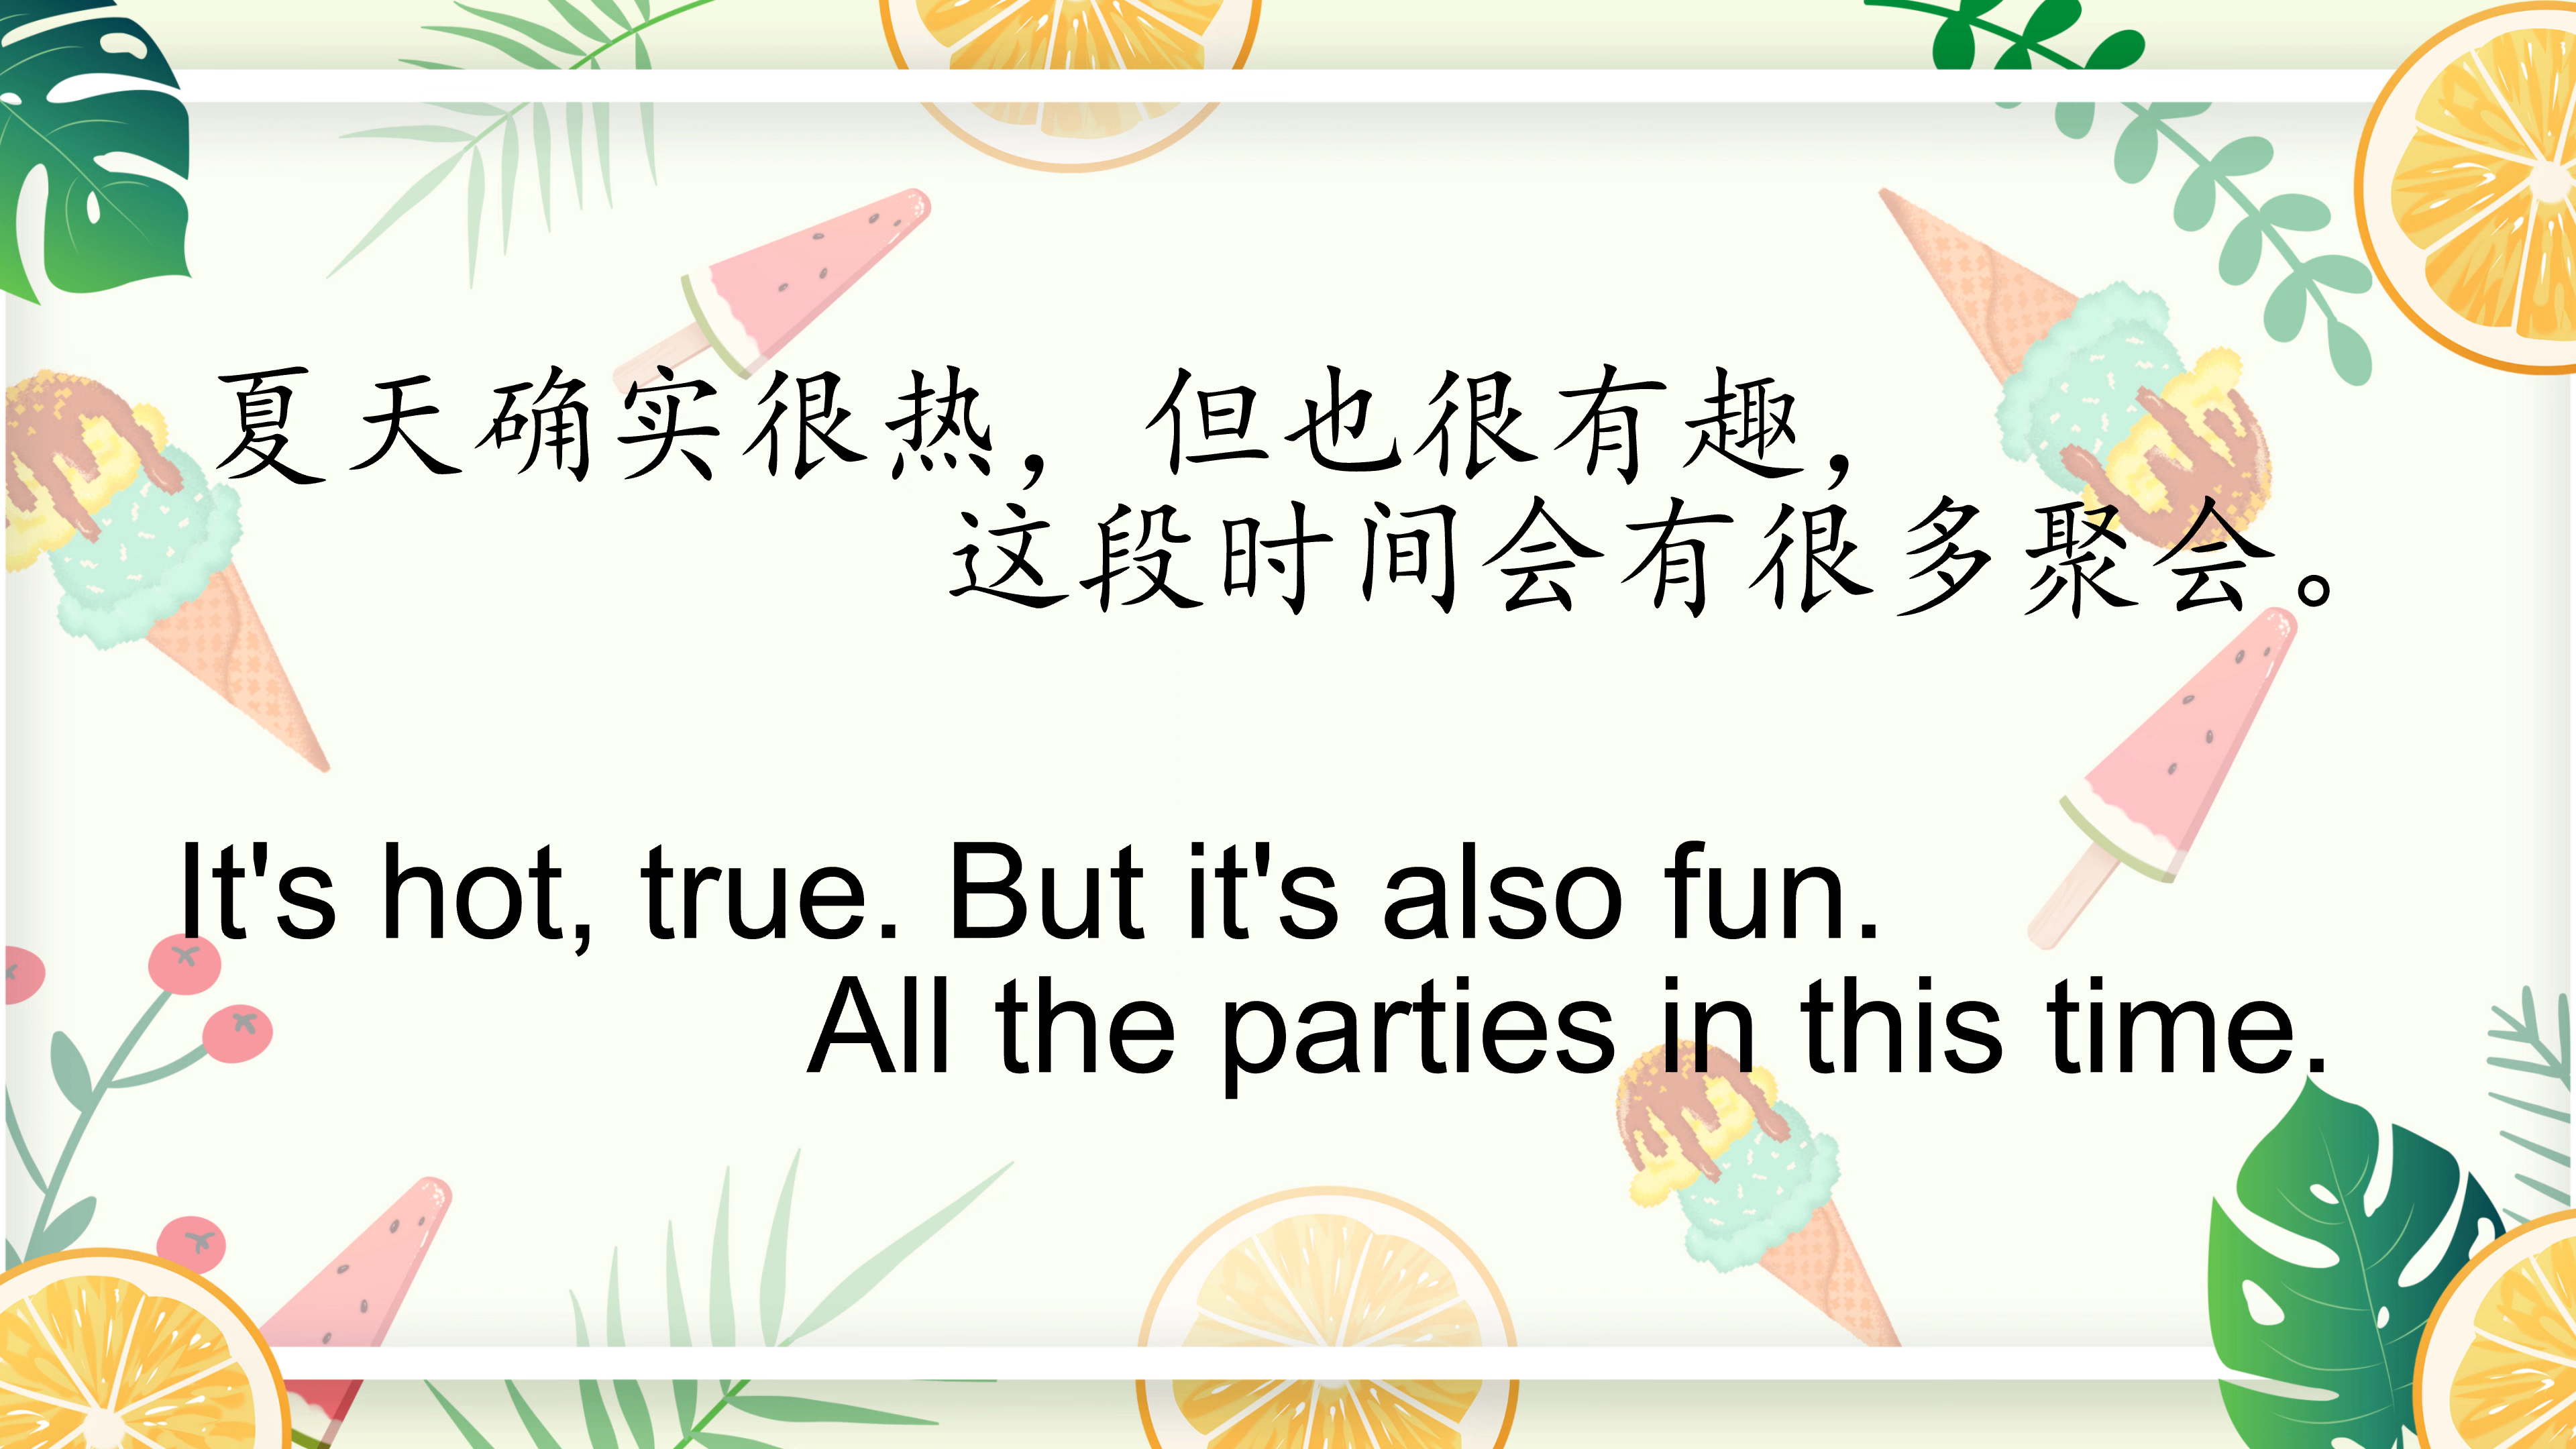 夏天确实很热，但也很有趣，
这段时间会有很多聚会。
It's hot, true. But it's also fun.
All the parties in this time.